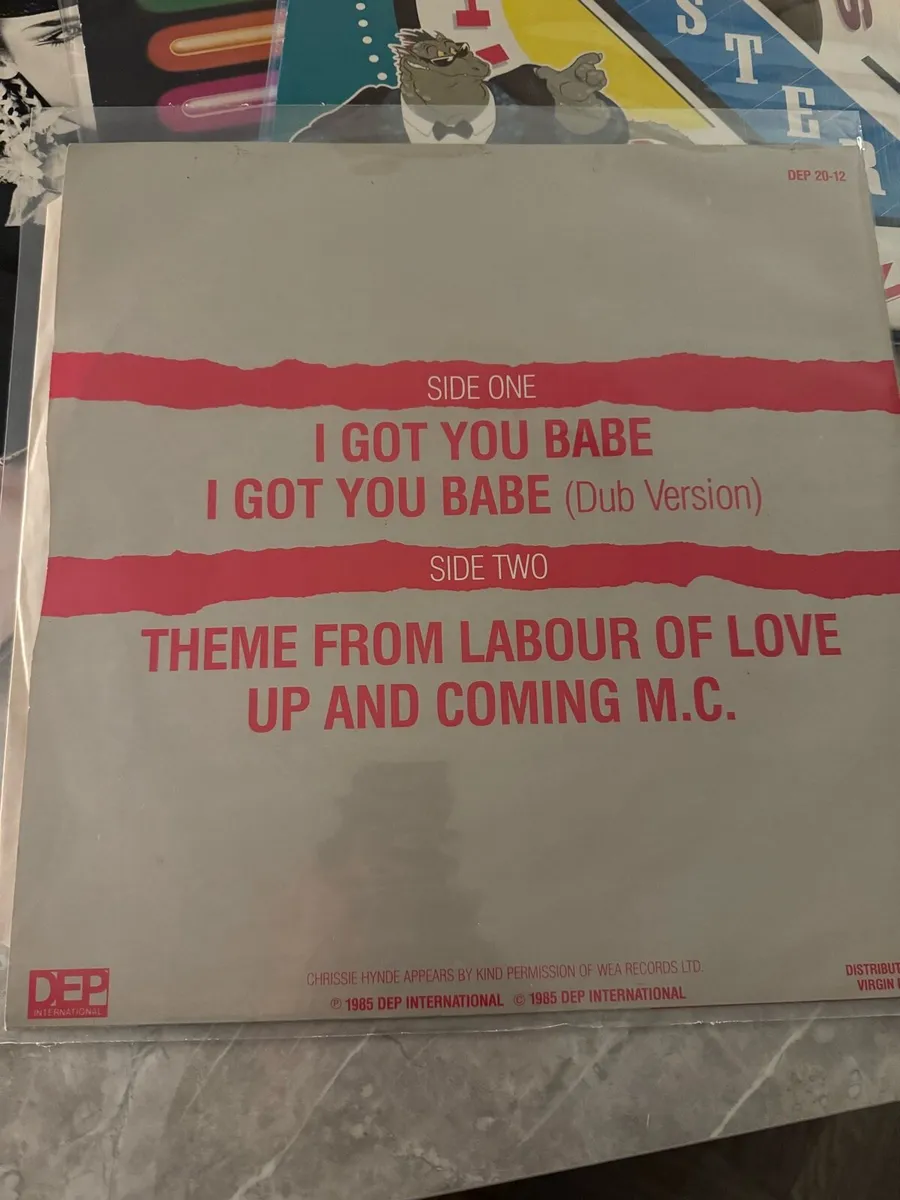 S
T
E
R
DEP 20-12
SIDE ONE
I GOT YOU BABE
I GOT YOU BABE (Dub Version)
SIDE TWO
THEME FROM LABOUR OF LOVE
UP AND COMING M.C.
DEP
INTERNATIONAL
CHRISSIE HYNDE APPEARS BY KIND PERMISSION OF WEA RECORDS LTD.
℗ 1985 DEP INTERNATIONAL © 1985 DEP INTERNATIONAL
DISTRIBUT
VIRGIN